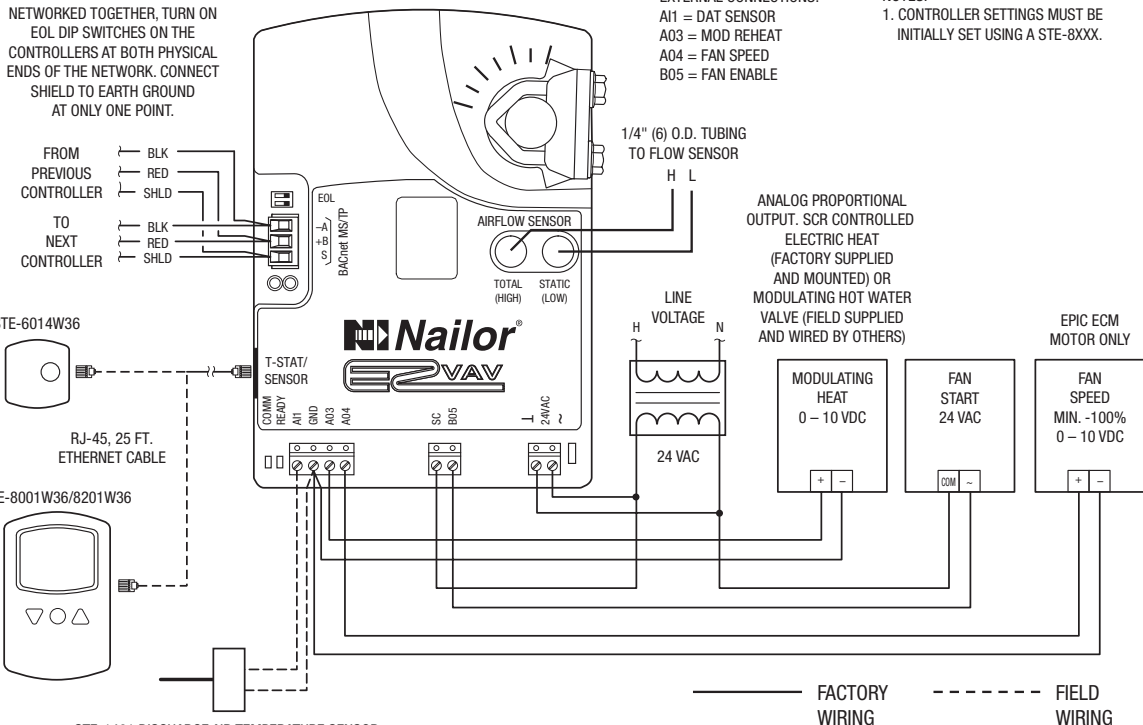 NETWORKED TOGETHER, TURN ON
EOL DIP SWITCHES ON THE
CONTROLLERS AT BOTH PHYSICAL
ENDS OF THE NETWORK. CONNECT
SHIELD TO EARTH GROUND
AT ONLY ONE POINT.
AI1 = DAT SENSOR
A03 = MOD REHEAT
A04 = FAN SPEED
B05 = FAN ENABLE
1. CONTROLLER SETTINGS MUST BE
INITIALLY SET USING A STE-8XXX.
FROM
PREVIOUS
CONTROLLER
BLK
RED
SHLD
TO
NEXT
CONTROLLER
BLK
RED
SHLD
EOL
–A
+B
S
BACnet MS/TP
1/4" (6) O.D. TUBING
TO FLOW SENSOR
H L
AIRFLOW SENSOR
TOTAL
(HIGH)
STATIC
(LOW)
Nailor®
EZ VAV
T-STAT/
SENSOR
COMM
READY
AI1
GND
A03
A04
SC
B05
24VAC
~
STE-6014W36
RJ-45, 25 FT.
ETHERNET CABLE
E-8001W36/8201W36
LINE
VOLTAGE
H N
24 VAC
ANALOG PROPORTIONAL
OUTPUT. SCR CONTROLLED
ELECTRIC HEAT
(FACTORY SUPPLIED
AND MOUNTED) OR
MODULATING HOT WATER
VALVE (FIELD SUPPLIED
AND WIRED BY OTHERS)
MODULATING
HEAT
0 – 10 VDC
+ –
FAN
START
24 VAC
COM ~
EPIC ECM
MOTOR ONLY
FAN
SPEED
MIN. -100%
0 – 10 VDC
+ –
FACTORY
WIRING
FIELD
WIRING